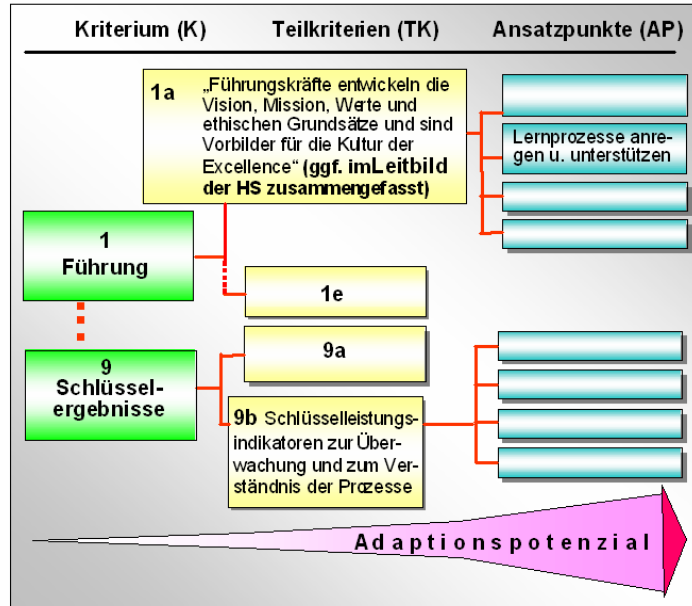 Kriterium (K) Teilkriterien (TK) Ansatzpunkte (AP)
1a „Führungskräfte entwickeln die
Vision, Mission, Werte und
ethischen Grundsätze und sind
Vorbilder für die Kultur der
Excellence“ (ggf. imLeitbild
der HS zusammengefasst)
Lernprozesse anre-
gen u. unterstützen
1
Führung
1e
9
Schlüssel-
ergebnisse
9a
9b Schlüsselleistungs-
indikatoren zur Über-
wachung und zum Ver-
ständnis der Prozesse
Adaptionspotenzial